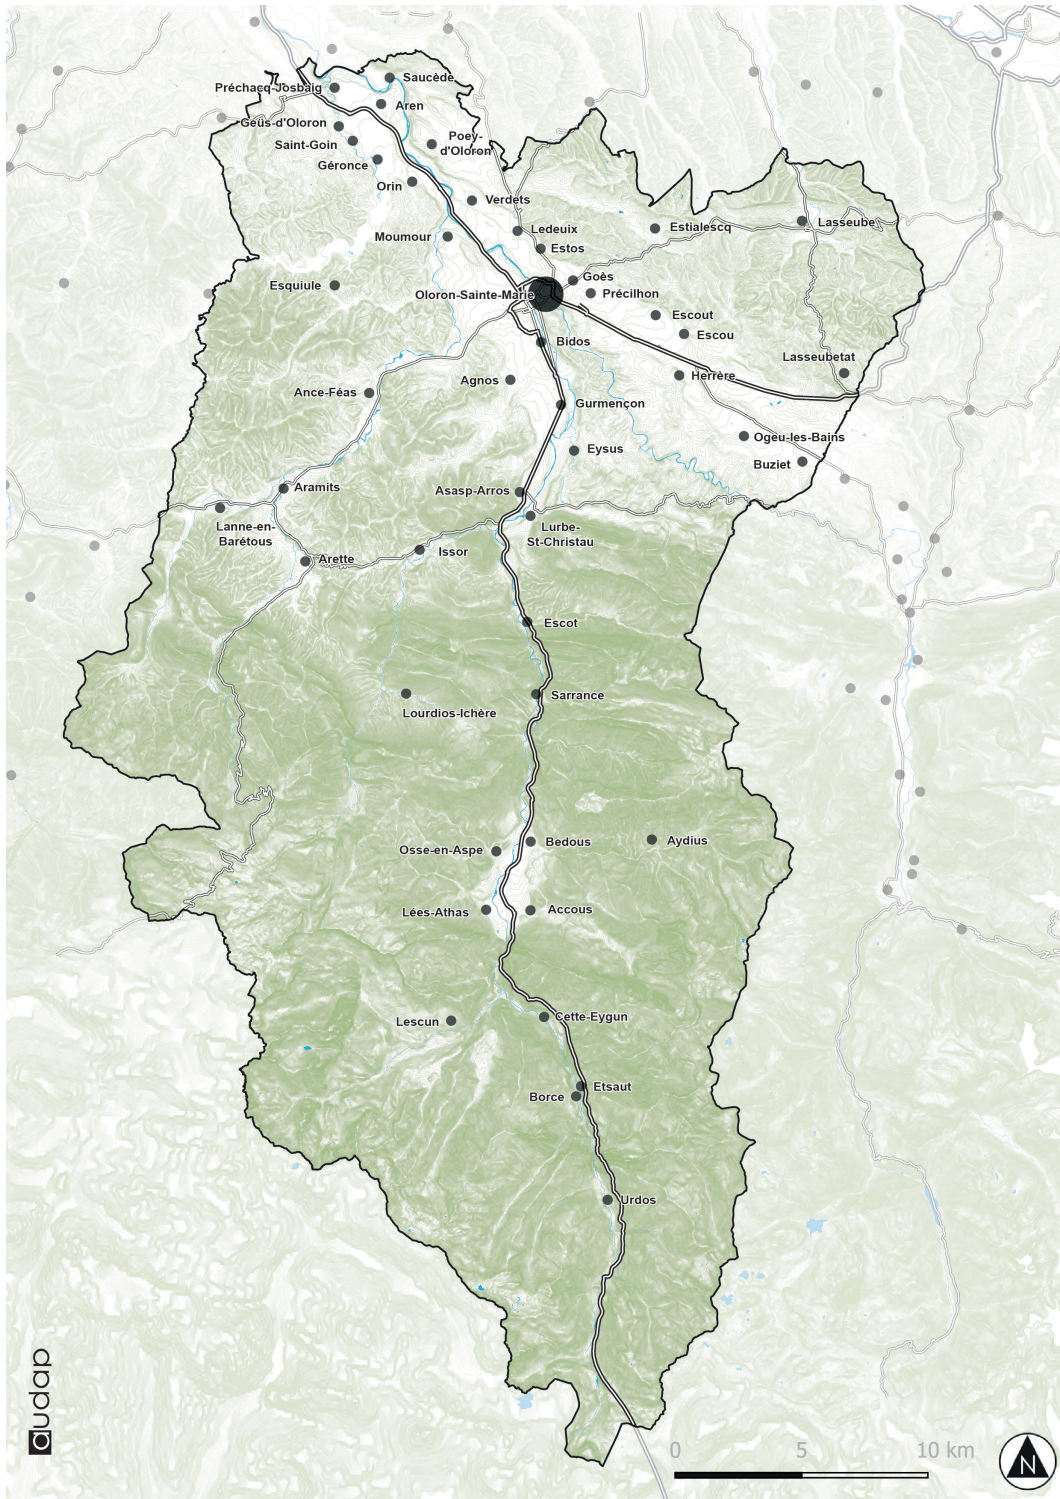 Saucède
Préchacq-Josbaig
Aren
Geüs-d'Oloron
Poey-
d'Oloron
Saint-Goin
Géronce
Orin
Verdets
Moumour
Ledeuix
Estialescq
Lasseube
Estos
Esquiule
Goès
Oloron-Sainte-Marie
Précilhon
Escout
Escou
Bidos
Lasseubetat
Agnos
Herrère
Ance-Féas
Gurmençon
Ogeu-les-Bains
Eysus
Buziet
Aramits
Asasp-Arros
Lanne-en-
Barétous
Lurbe-
St-Christau
Issor
Arette
Escot
Sarrance
Lourdios-Ichère
Osse-en-Aspe
Bedous
Aydius
Lées-Athas
Accous
Lescun
Cette-Eygun
Etsaut
Borce
Urdos
audap
0 5 10 km
N